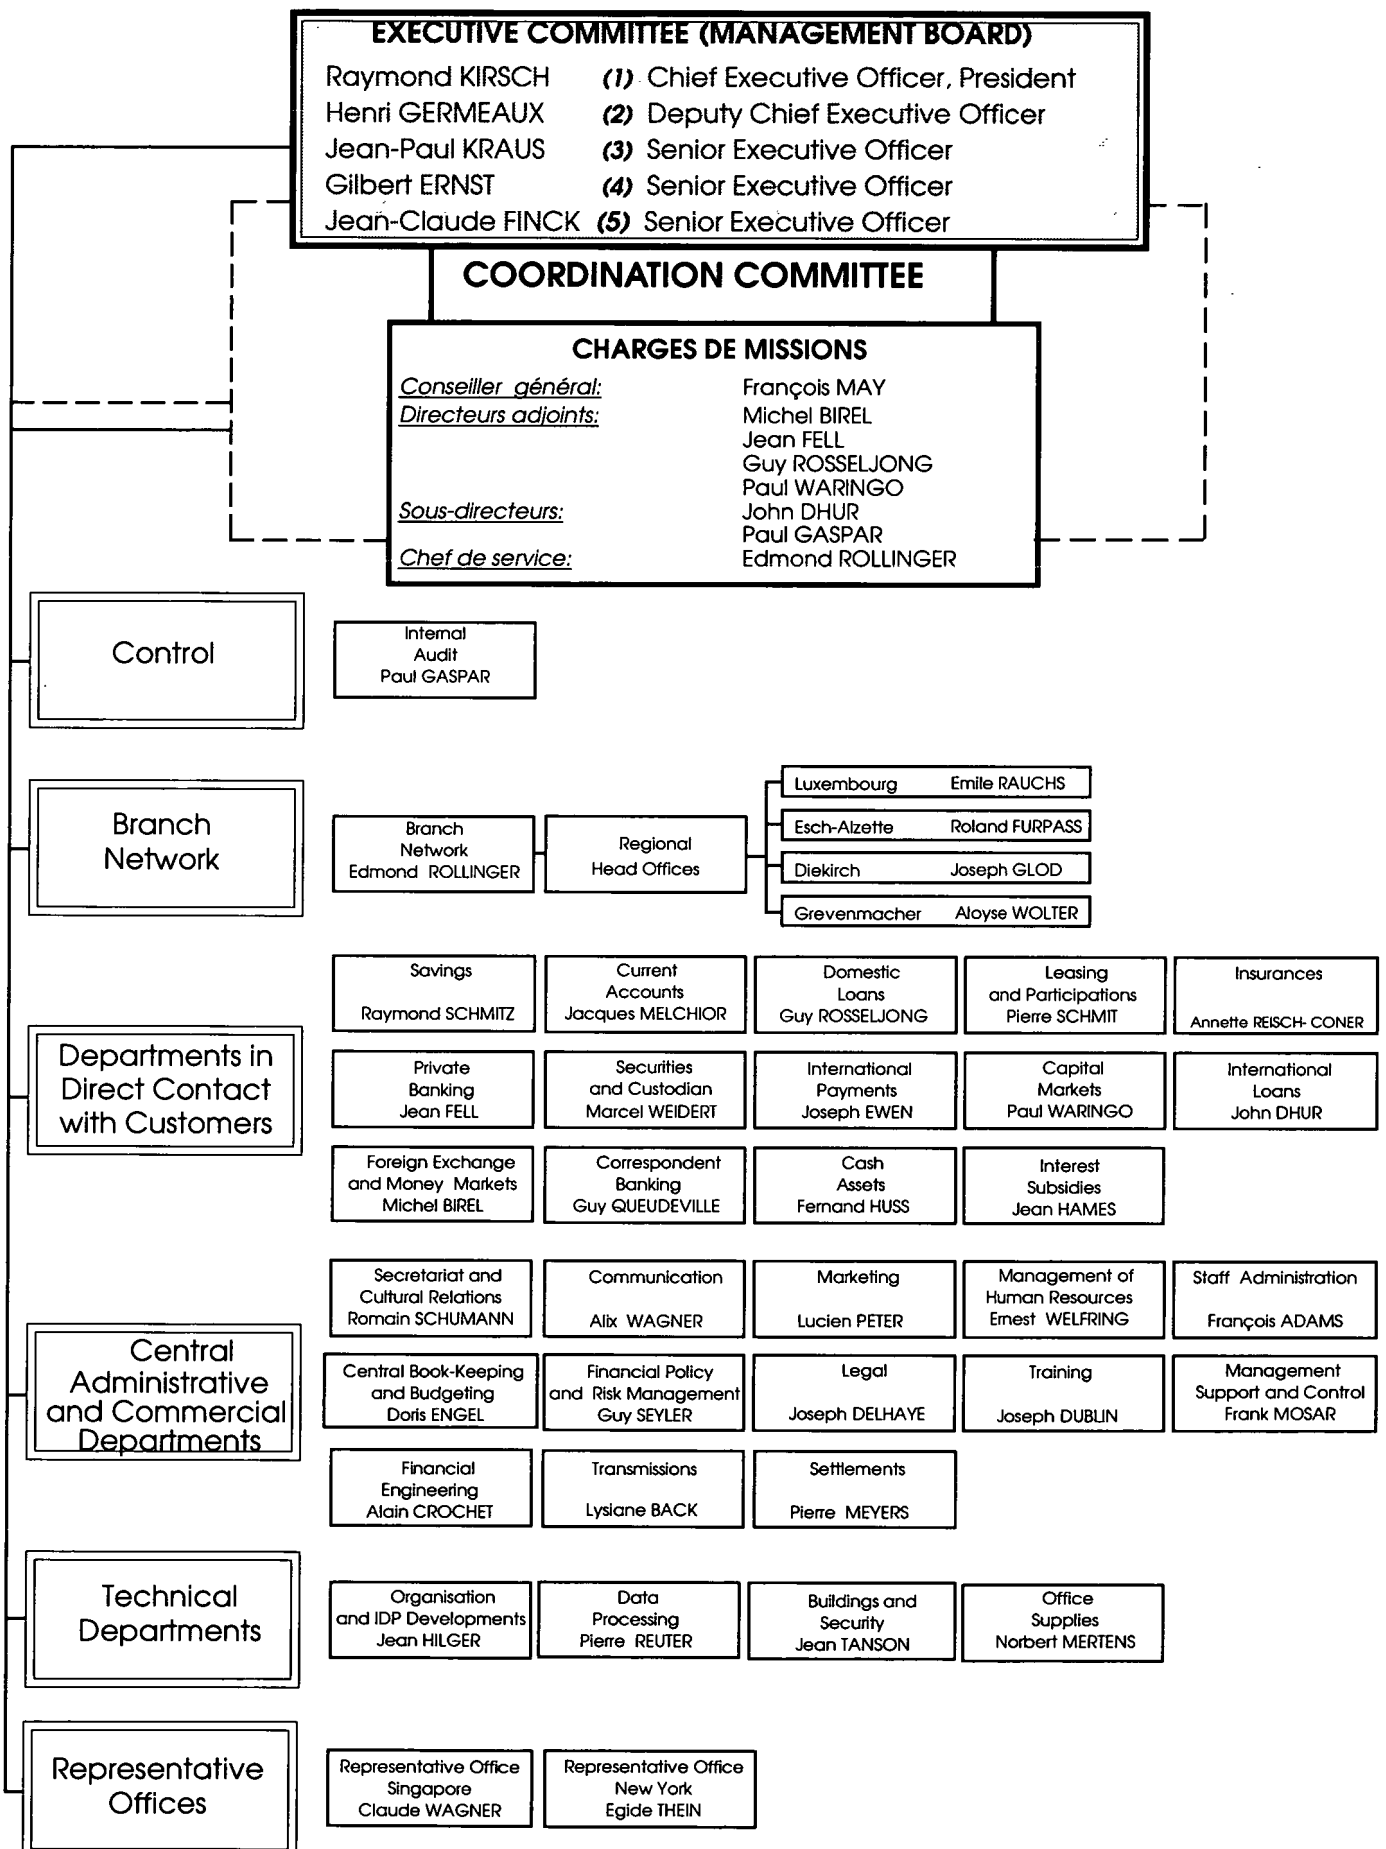 EXECUTIVE COMMITTEE (MANAGEMENT BOARD)
Raymond KIRSCH (1) Chief Executive Officer, President
Henri GERMEAUX (2) Deputy Chief Executive Officer
Jean-Paul KRAUS (3) Senior Executive Officer
Gilbert ERNST (4) Senior Executive Officer
Jean-Claude FINCK (5) Senior Executive Officer
COORDINATION COMMITTEE
CHARGES DE MISSIONS
Conseiller général: François MAY
Directeurs adjoints: Michel BIREL
Jean FELL
Guy ROSSELJONG
Paul WARINGO
Sous-directeurs: John DHUR
Paul GASPAR
Chef de service: Edmond ROLLINGER
Control
Internal
Audit
Paul GASPAR
Branch
Network
Branch
Network
Edmond ROLLINGER
Regional
Head Offices
Luxembourg Emile RAUCHS
Esch-Alzette Roland FURPASS
Diekirch Joseph GLOD
Grevenmacher Aloyse WOLTER
Departments in
Direct Contact
with Customers
Savings
Raymond SCHMITZ
Current
Accounts
Jacques MELCHIOR
Domestic
Loans
Guy ROSSELJONG
Leasing
and Participations
Pierre SCHMIT
Insurances
Annette REISCH- CONER
Private
Banking
Jean FELL
Securities
and Custodian
Marcel WEIDERT
International
Payments
Joseph EWEN
Capital
Markets
Paul WARINGO
International
Loans
John DHUR
Foreign Exchange
and Money Markets
Michel BIREL
Correspondent
Banking
Guy QUEUDEVILLE
Cash
Assets
Fernand HUSS
Interest
Subsidies
Jean HAMES
Central
Administrative
and Commercial
Departments
Secretariat and
Cultural Relations
Romain SCHUMANN
Communication
Alix WAGNER
Marketing
Lucien PETER
Management of
Human Resources
Ernest WELFRING
Staff Administration
François ADAMS
Central Book-Keeping
and Budgeting
Doris ENGEL
Financial Policy
and Risk Management
Guy SEYLER
Legal
Joseph DELHAYE
Training
Joseph DUBLIN
Management
Support and Control
Frank MOSAR
Financial
Engineering
Alain CROCHET
Transmissions
Lysiane BACK
Settlements
Pierre MEYERS
Technical
Departments
Organisation
and IDP Developments
Jean HILGER
Data
Processing
Pierre REUTER
Buildings and
Security
Jean TANSON
Office
Supplies
Norbert MERTENS
Representative
Offices
Representative Office
Singapore
Claude WAGNER
Representative Office
New York
Egide THEIN